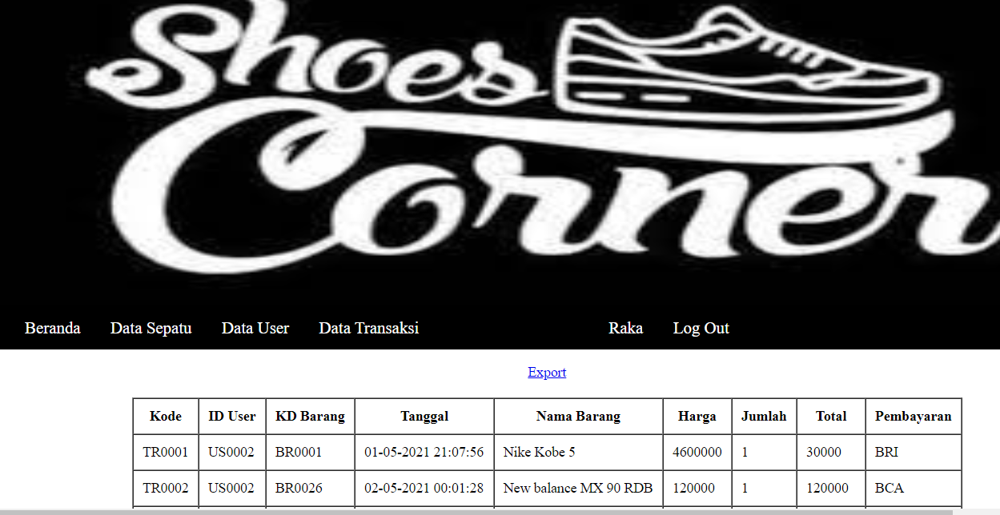 Shoes
Corner
Beranda Data Sepatu Data User Data Transaksi Raka Log Out
Export
Kode ID User KD Barang Tanggal Nama Barang Harga Jumlah Total Pembayaran
TR0001 US0002 BR0001 01-05-2021 21:07:56 Nike Kobe 5 4600000 1 30000 BRI
TR0002 US0002 BR0026 02-05-2021 00:01:28 New balance MX 90 RDB 120000 1 120000 BCA